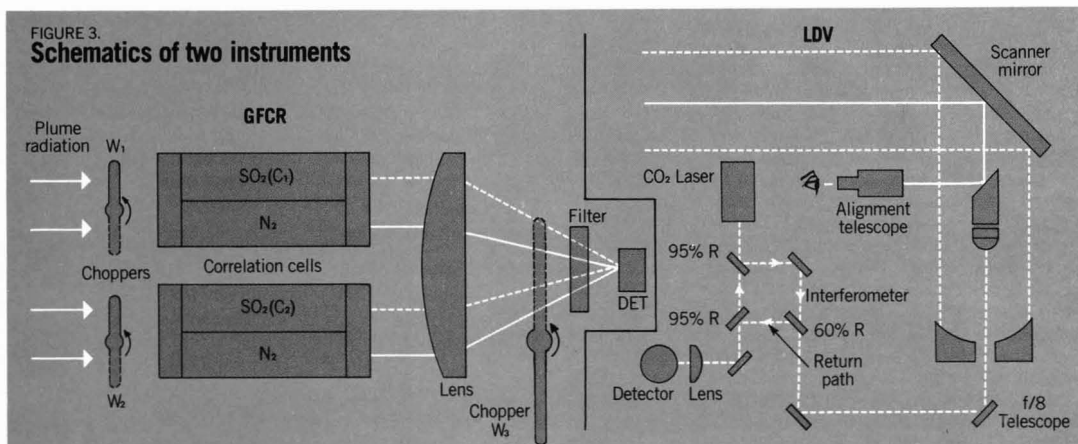 FIGURE 3.
Schematics of two instruments
GFCR
Plume
radiation
W₁
SO₂(C₁)
N₂
Choppers
Correlation cells
SO₂(C₂)
N₂
W₂
Lens
Chopper
W₃
Filter
DET
LDV
Scanner
mirror
CO₂ Laser
Alignment
telescope
95% R
Interferometer
95% R
60% R
Return
path
Detector
Lens
f/8
Telescope